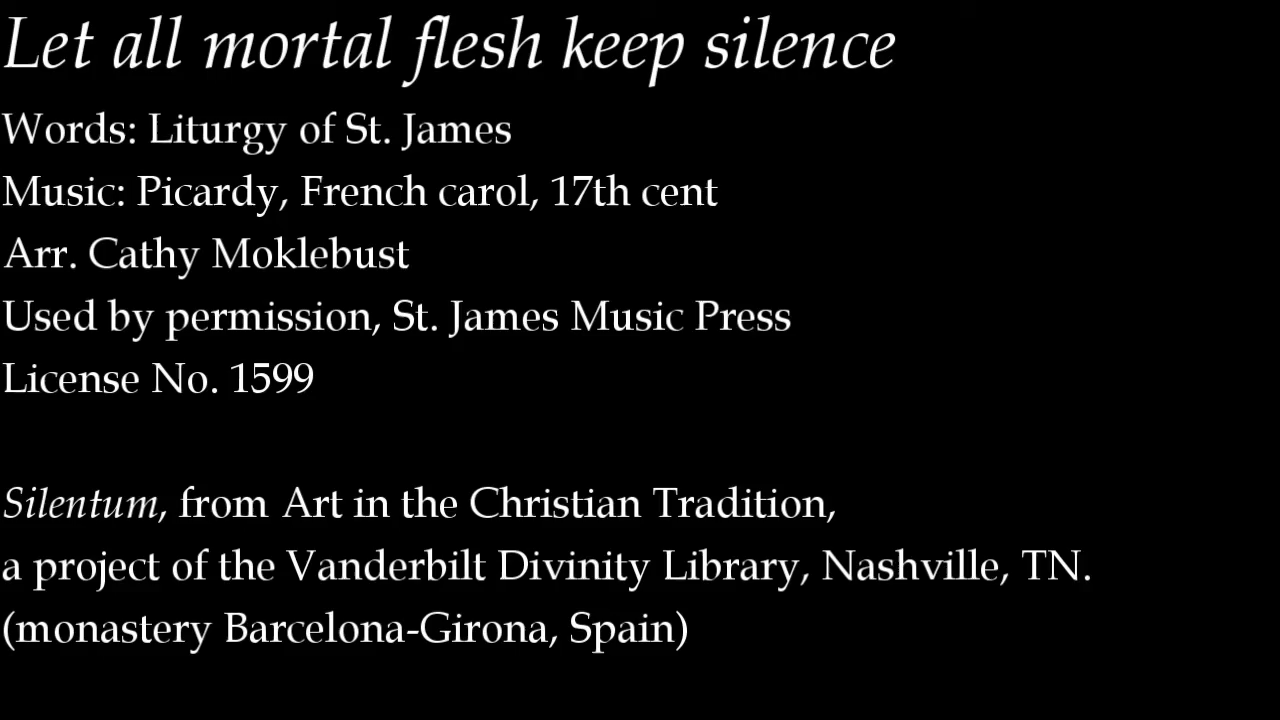 Let all mortal flesh keep silence
Words: Liturgy of St. James
Music: Picardy, French carol, 17th cent
Arr. Cathy Moklebust
Used by permission, St. James Music Press
License No. 1599
Silentum, from Art in the Christian Tradition,
a project of the Vanderbilt Divinity Library, Nashville, TN.
(monastery Barcelona-Girona, Spain)